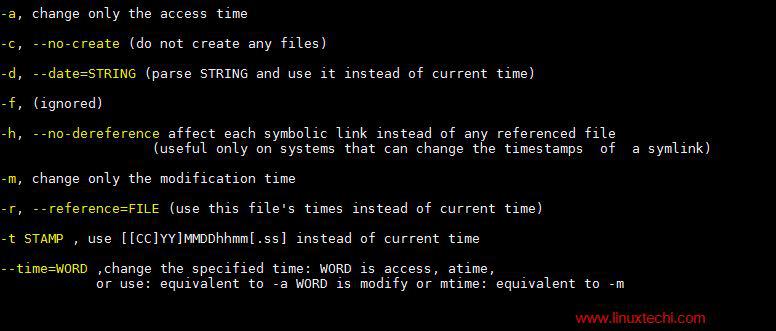 -a, change only the access time
-c, --no-create (do not create any files)
-d, --date=STRING (parse STRING and use it instead of current time)
-f, (ignored)
-h, --no-dereference affect each symbolic link instead of any referenced file
(useful only on systems that can change the timestamps of a symlink)
-m, change only the modification time
-r, --reference=FILE (use this file's times instead of current time)
-t STAMP , use [[CC]YY]MMDDhhmm[.ss] instead of current time
--time=WORD ,change the specified time: WORD is access, atime,
or use: equivalent to -a WORD is modify or mtime: equivalent to -m
www.linuxtechi.com